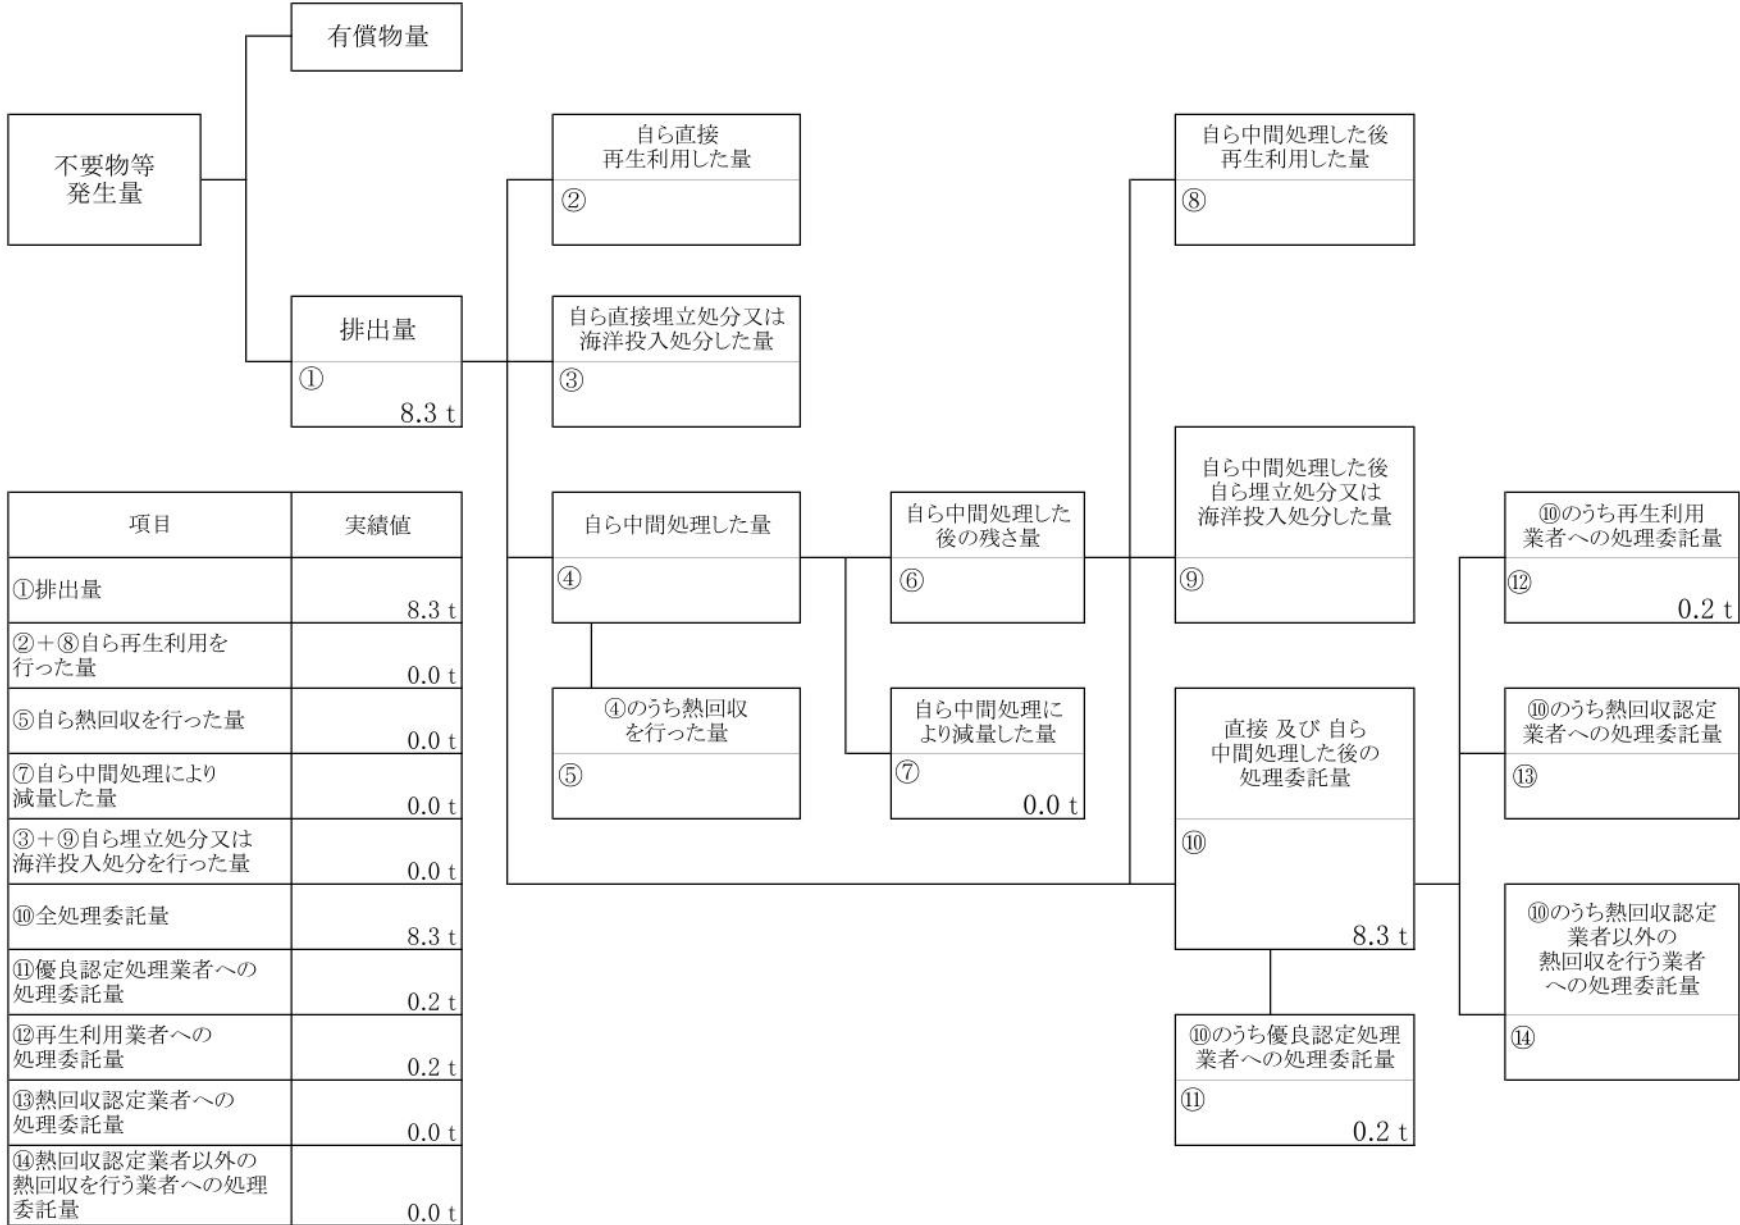 有償物量
不要物等
発生量
排出量
①
8.3 t
自ら直接
再生利用した量
②
自ら直接埋立処分又は
海洋投入処分した量
③
自ら中間処理した量
④
④のうち熱回収
を行った量
⑤
自ら中間処理した
後の残さ量
⑥
自ら中間処理に
より減量した量
⑦
0.0 t
自ら中間処理した後
再生利用した量
⑧
自ら中間処理した後
自ら埋立処分又は
海洋投入処分した量
⑨
直接 及び 自ら
中間処理した後の
処理委託量
⑩
8.3 t
⑩のうち優良認定処理
業者への処理委託量
⑪
0.2 t
⑩のうち再生利用
業者への処理委託量
⑫
0.2 t
⑩のうち熱回収認定
業者への処理委託量
⑬
⑩のうち熱回収認定
業者以外の
熱回収を行う業者
への処理委託量
⑭
項目 実績値
①排出量
8.3 t
②＋⑧自ら再生利用を
行った量
0.0 t
⑤自ら熱回収を行った量
0.0 t
⑦自ら中間処理により
減量した量
0.0 t
③＋⑨自ら埋立処分又は
海洋投入処分を行った量
0.0 t
⑩全処理委託量
8.3 t
⑪優良認定処理業者への
処理委託量
0.2 t
⑫再生利用業者への
処理委託量
0.2 t
⑬熱回収認定業者への
処理委託量
0.0 t
⑭熱回収認定業者以外の
熱回収を行う業者への処理
委託量
0.0 t